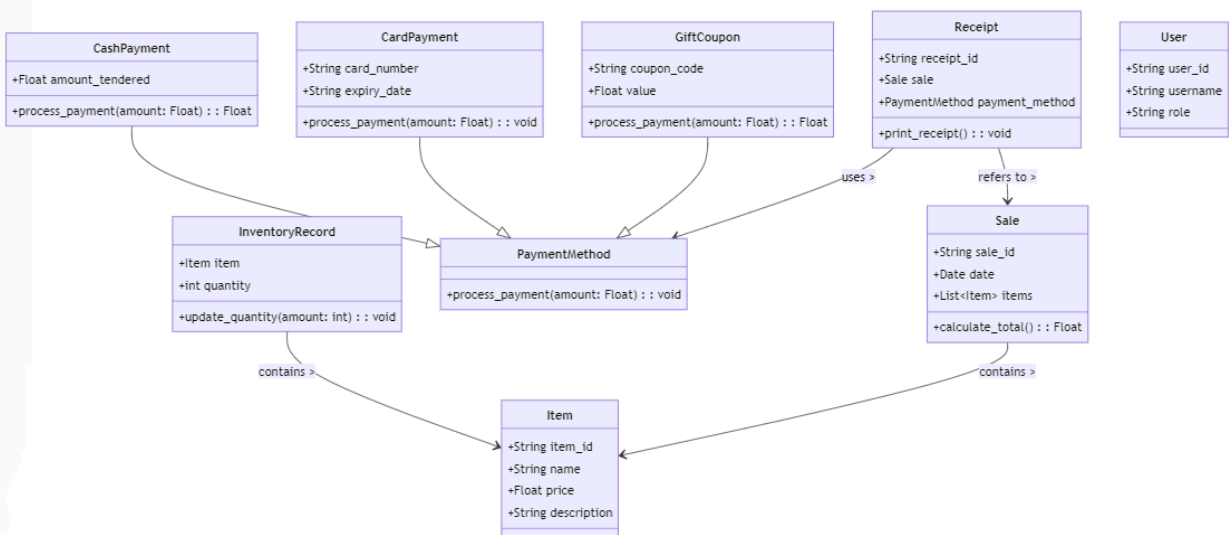 CashPayment
+Float amount_tendered
+process_payment(amount: Float) : : Float
CardPayment
+String card_number
+String expiry_date
+process_payment(amount: Float) : : void
GiftCoupon
+String coupon_code
+Float value
+process_payment(amount: Float) : : Float
Receipt
+String receipt_id
+Sale sale
+PaymentMethod payment_method
+print_receipt() : : void
User
+String user_id
+String username
+String role
uses >
refers to >
InventoryRecord
+Item item
+int quantity
+update_quantity(amount: int) : : void
PaymentMethod
+process_payment(amount: Float) : : void
Sale
+String sale_id
+Date date
+List<Item> items
+calculate_total() : : Float
contains >
contains >
Item
+String item_id
+String name
+Float price
+String description